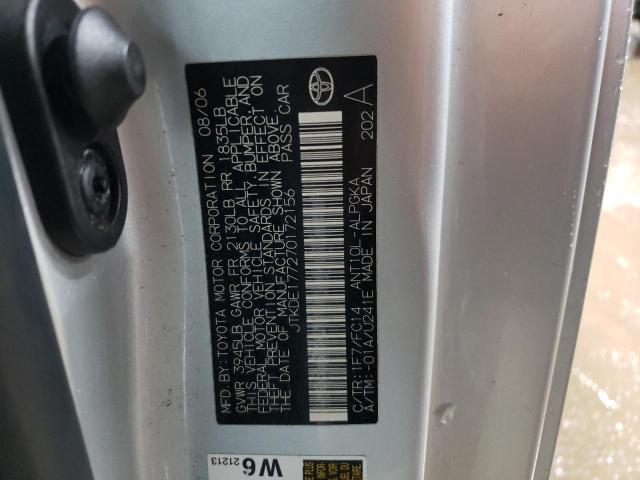 MFD.BY:TOYOTA MOTOR CORPORATION 08/06
GVWR 3945LB GAWR FR 2130LB RR 1835LB
THIS VEHICLE CONFORMS TO ALL APPLICABLE
FEDERAL MOTOR VEHICLE SAFETY, BUMPER, AND
THEFT PREVENTION STANDARDS IN EFFECT ON
THE DATE OF MANUFACTURE SHOWN ABOVE.
JTKDE177270172156 PASS CAR
C/TR:1F7/FC14 ANT10L-ALPGKA
A/TM:-01A/U241E MADE IN JAPAN 202 A
W6
21213